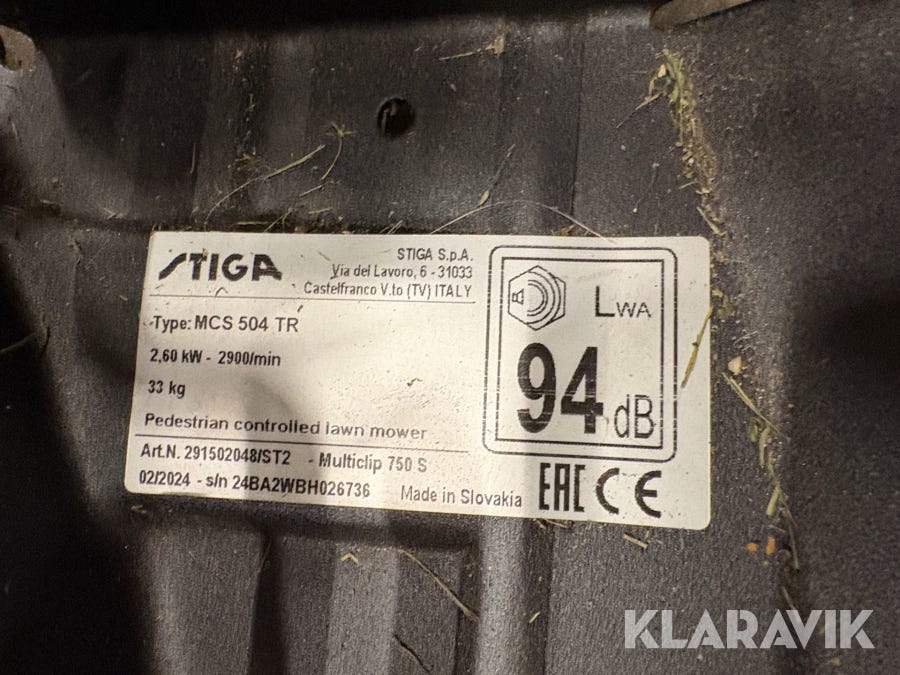 STIGA
STIGA S.p.A.
Via del Lavoro, 6 - 31033
Castelfranco V.to (TV) ITALY
Type: MCS 504 TR
2,60 kW - 2900/min
33 kg
Pedestrian controlled lawn mower
Art.N. 291502048/ST2 - Multiclip 750 S
02/2024 - s/n 24BA2WBH026736 Made in Slovakia
LWA
94 dB
EAC CE
KLARAVIK